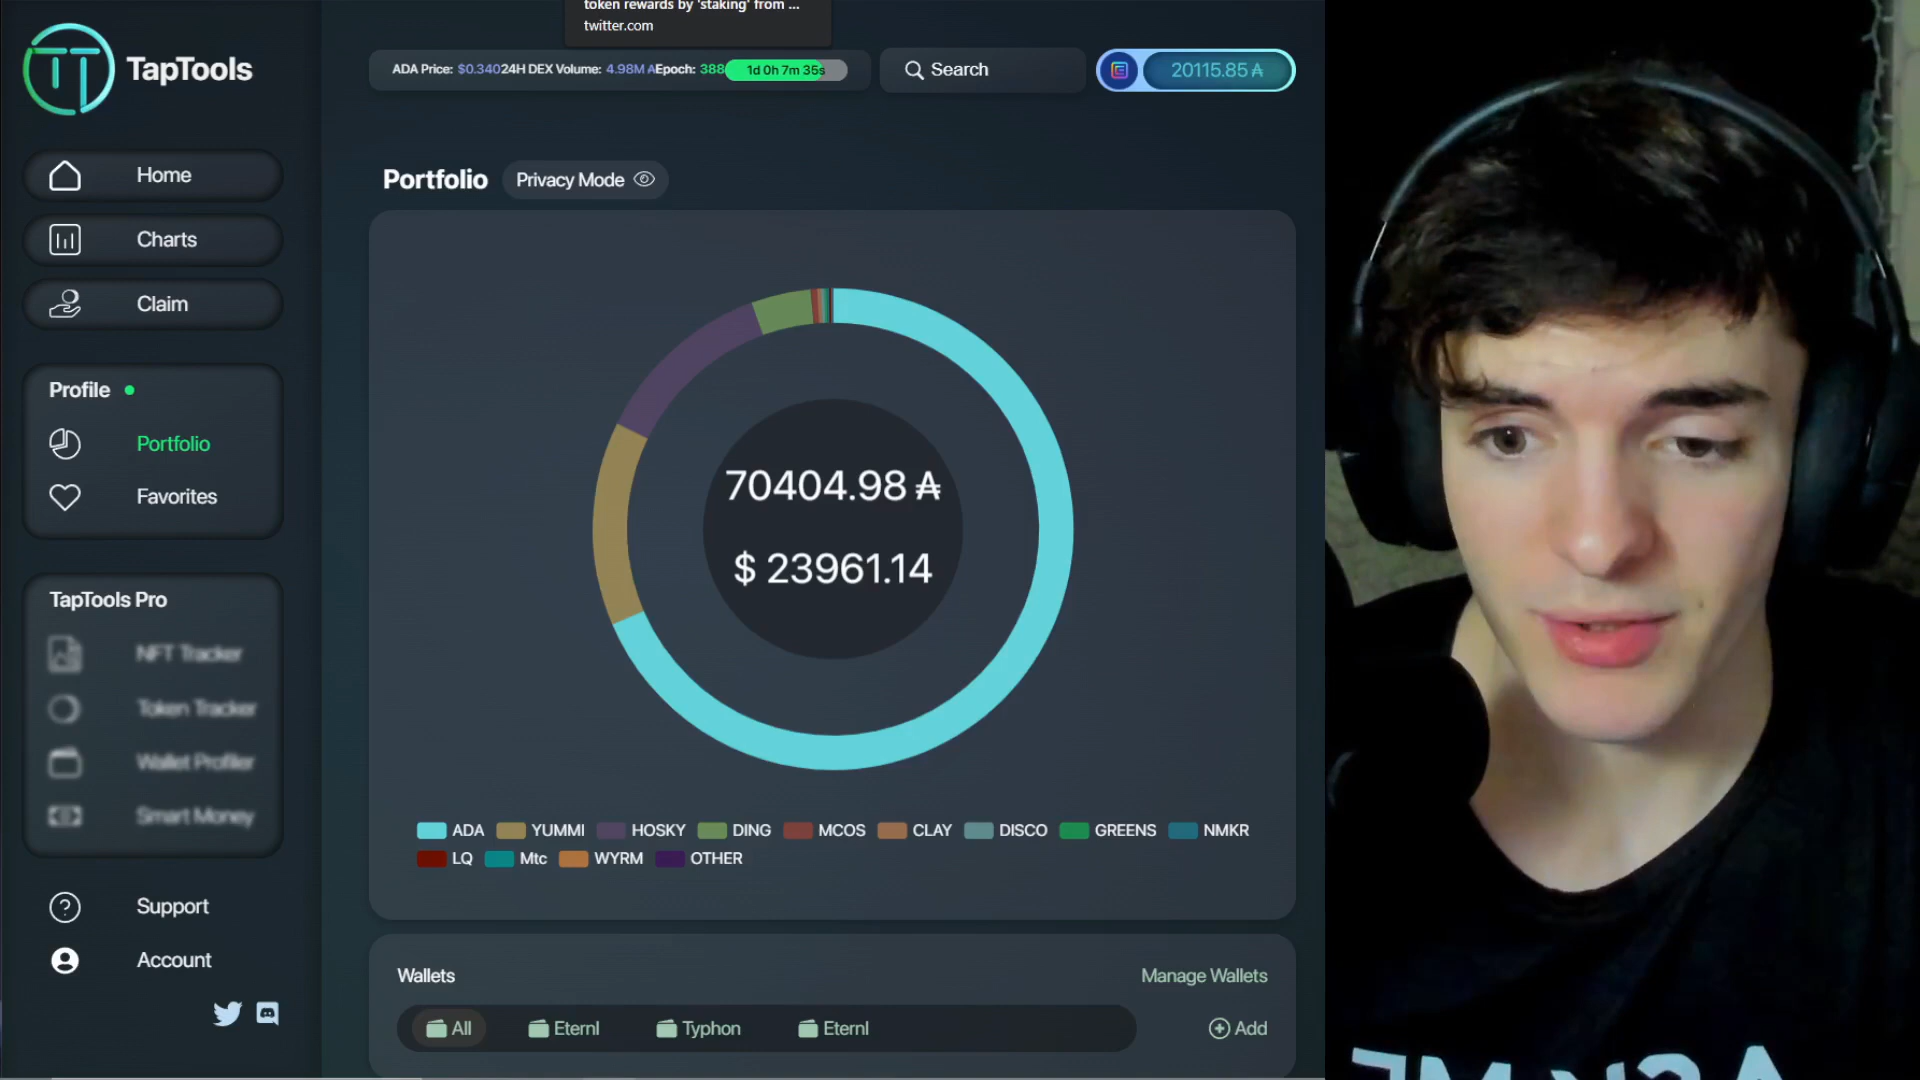 token rewards by 'staking' from ...
twitter.com
TapTools
ADA Price: $0.34024H DEX Volume: 4.98M ₳Epoch: 388 1d 0h 7m 35s
Search
20115.85 ₳
Home
Charts
Claim
Profile
Portfolio
Favorites
TapTools Pro
NFT Tracker
Token Tracker
Wallet Profiler
Smart Money
Support
Account
Portfolio
Privacy Mode
70404.98 ₳
$ 23961.14
ADA YUMMI HOSKY DING MCOS CLAY DISCO GREENS NMKR
LQ Mtc WYRM OTHER
Wallets
Manage Wallets
All Eternl Typhon Eternl
Add